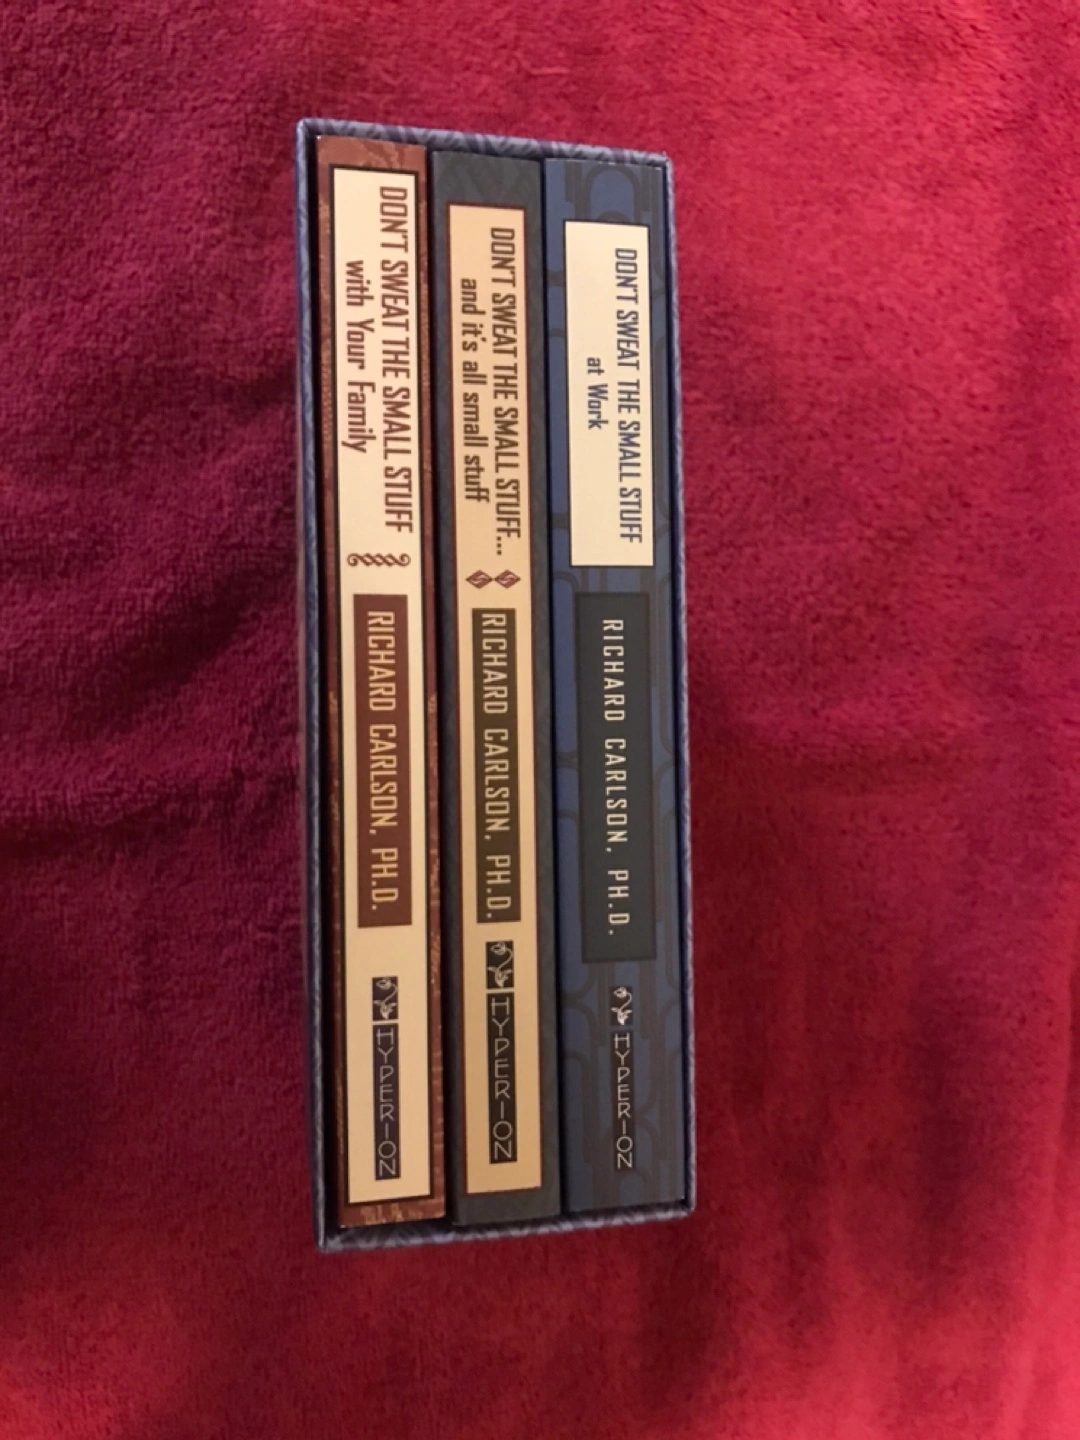 DON'T SWEAT THE SMALL STUFF
with Your Family
RICHARD CARLSON, PH.D.
HYPERION
DON'T SWEAT THE SMALL STUFF...
and it's all small stuff
RICHARD CARLSON, PH.D.
HYPERION
DON'T SWEAT THE SMALL STUFF
at Work
RICHARD CARLSON, PH.D.
HYPERION